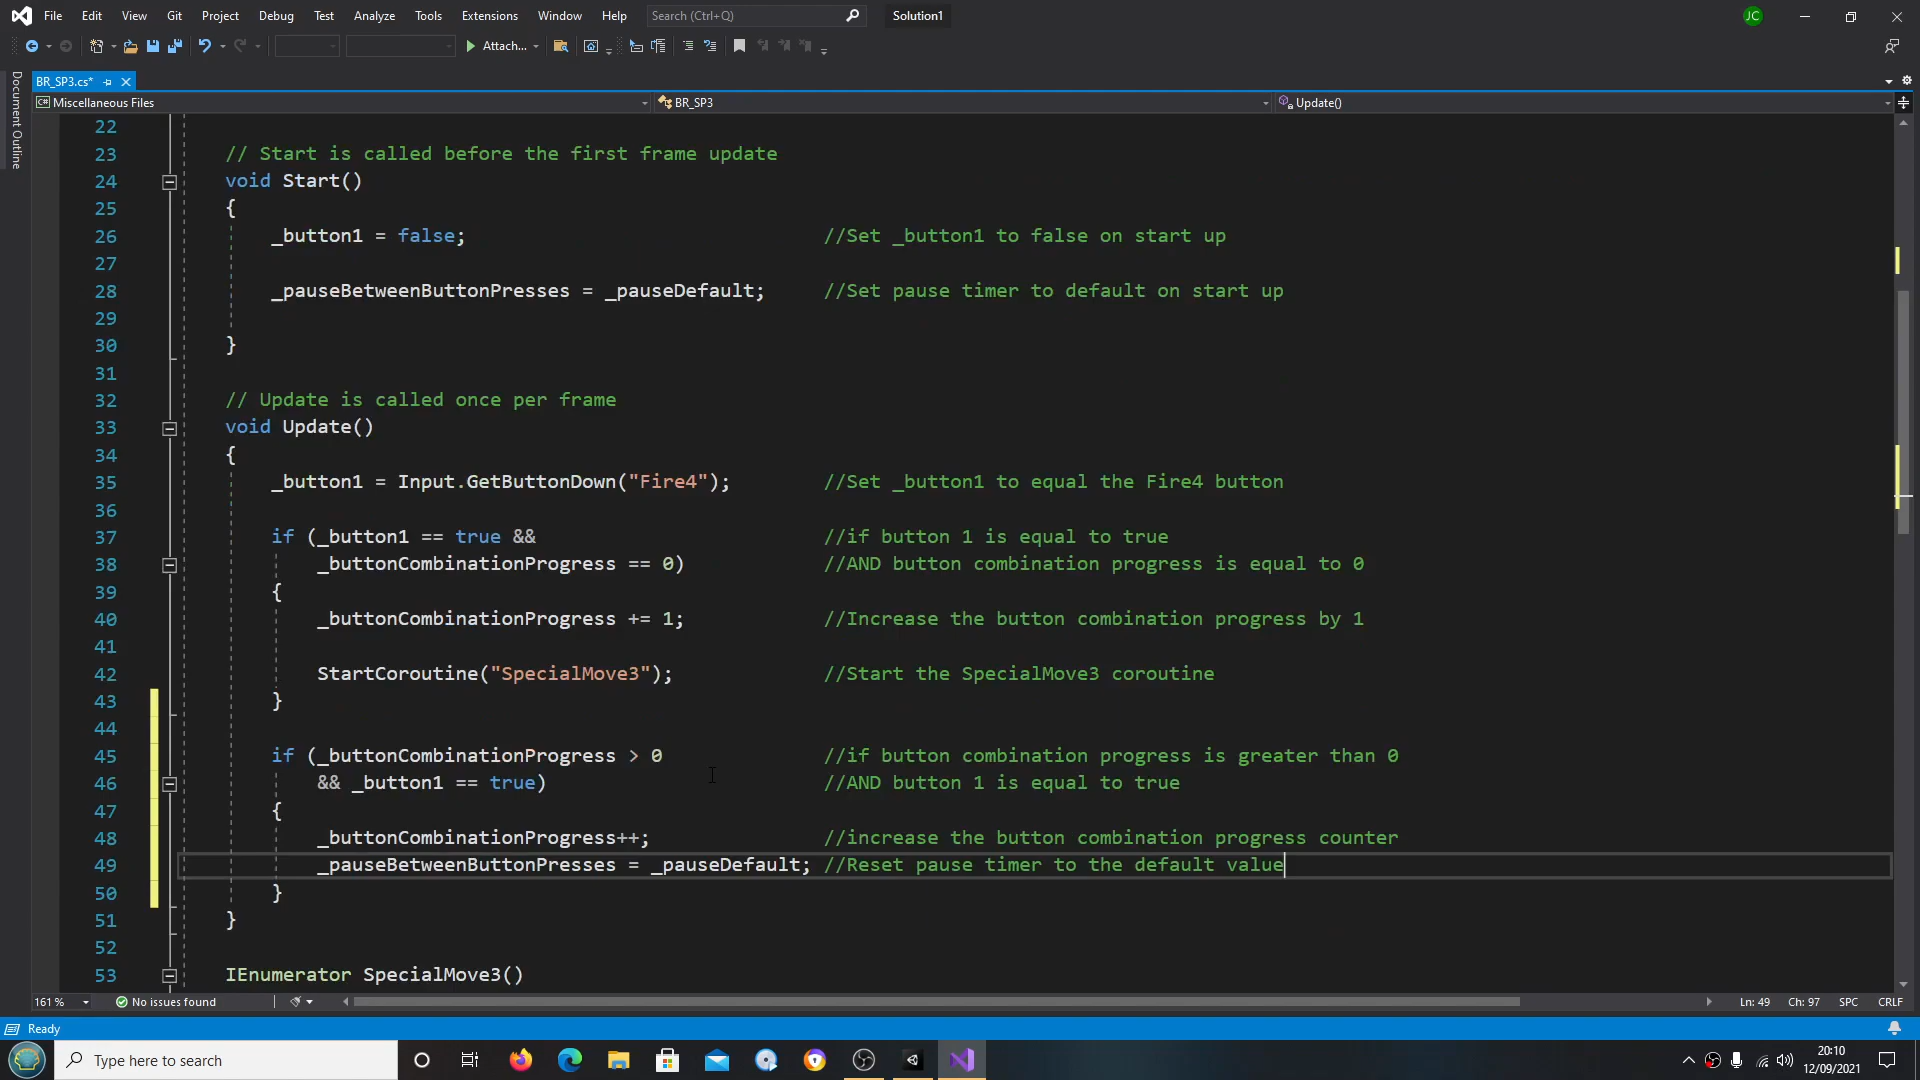 File Edit View Git Project Debug Test Analyze Tools Extensions Window Help Search (Ctrl+Q) Solution1 JC
Attach...
BR_SP3.cs*
Miscellaneous Files BR_SP3 Update()
Document Outline
22
23 // Start is called before the first frame update
24 void Start()
25 {
26 _button1 = false; //Set _button1 to false on start up
27
28 _pauseBetweenButtonPresses = _pauseDefault; //Set pause timer to default on start up
29
30 }
31
32 // Update is called once per frame
33 void Update()
34 {
35 _button1 = Input.GetButtonDown("Fire4"); //Set _button1 to equal the Fire4 button
36
37 if (_button1 == true && //if button 1 is equal to true
38 _buttonCombinationProgress == 0) //AND button combination progress is equal to 0
39 {
40 _buttonCombinationProgress += 1; //Increase the button combination progress by 1
41
42 StartCoroutine("SpecialMove3"); //Start the SpecialMove3 coroutine
43 }
44
45 if (_buttonCombinationProgress > 0 //if button combination progress is greater than 0
46 && _button1 == true) //AND button 1 is equal to true
47 {
48 _buttonCombinationProgress++; //increase the button combination progress counter
49 _pauseBetweenButtonPresses = _pauseDefault; //Reset pause timer to the default value
50 }
51 }
52
53 IEnumerator SpecialMove3()
161 % No issues found Ln: 49 Ch: 97 SPC CRLF
Ready
Type here to search
20:10
12/09/2021